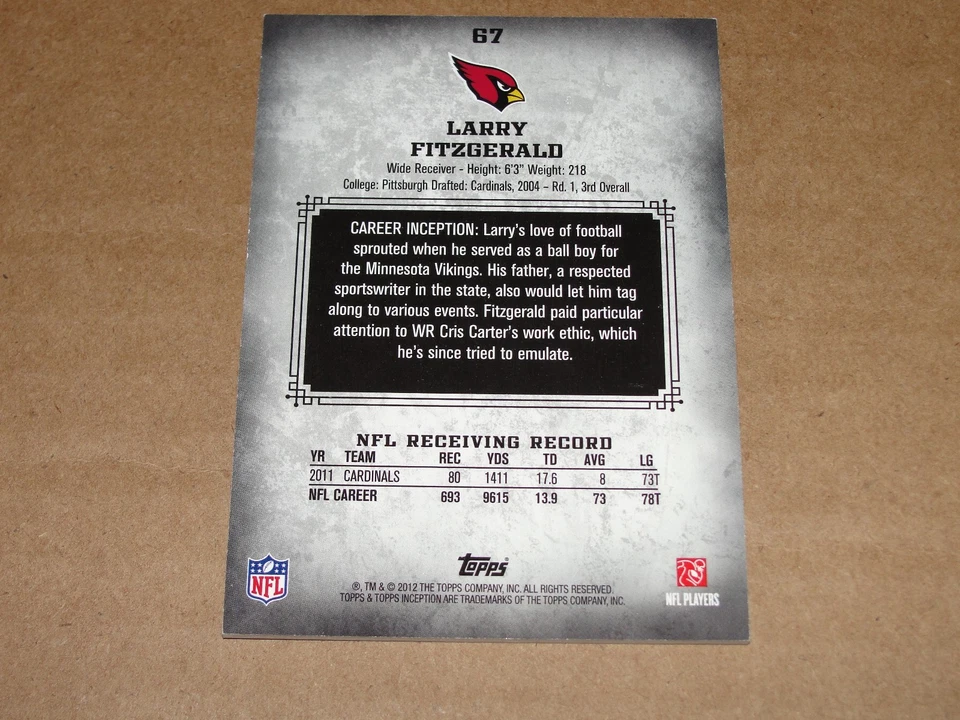 67
LARRY
FITZGERALD
Wide Receiver - Height: 6'3" Weight: 218
College: Pittsburgh Drafted: Cardinals, 2004 – Rd. 1, 3rd Overall
CAREER INCEPTION: Larry's love of football
sprouted when he served as a ball boy for
the Minnesota Vikings. His father, a respected
sportswriter in the state, also would let him tag
along to various events. Fitzgerald paid particular
attention to WR Cris Carter's work ethic, which
he's since tried to emulate.
NFL RECEIVING RECORD
YR TEAM REC YDS TD AVG LG
2011 CARDINALS 80 1411 17.6 8 73T
NFL CAREER 693 9615 13.9 73 78T
NFL
Topps
®, TM & © 2012 THE TOPPS COMPANY, INC. ALL RIGHTS RESERVED.
TOPPS & TOPPS INCEPTION ARE TRADEMARKS OF THE TOPPS COMPANY, INC.
NFL PLAYERS